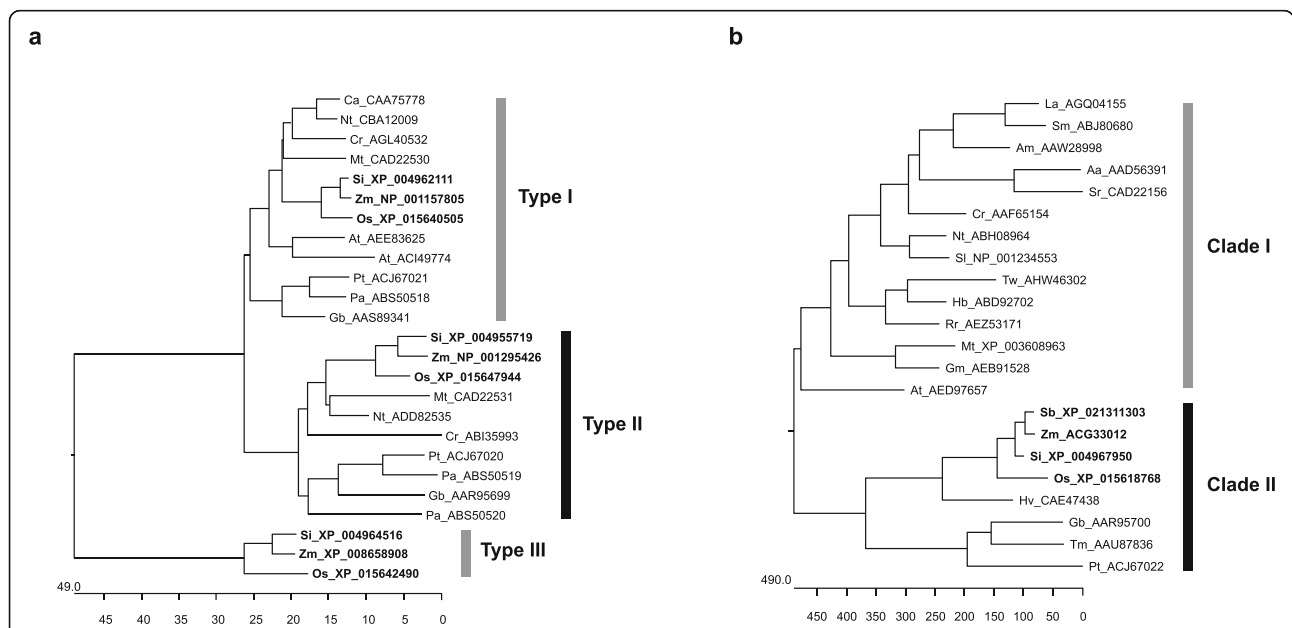 a
Ca_CAA75778
Nt_CBA12009
Cr_AGL40532
Mt_CAD22530
Si_XP_004962111
Zm_NP_001157805
Os_XP_015640505
At_AEE83625
At_ACI49774
Pt_ACJ67021
Pa_ABS50518
Gb_AAS89341
Type I
Si_XP_004955719
Zm_NP_001295426
Os_XP_015647944
Mt_CAD22531
Nt_ADD82535
Cr_ABI35993
Pt_ACJ67020
Pa_ABS50519
Gb_AAR95699
Pa_ABS50520
Type II
Si_XP_004964516
Zm_XP_008658908
Os_XP_015642490
Type III
49.0
45 40 35 30 25 20 15 10 5 0
b
La_AGQ04155
Sm_ABJ80680
Am_AAW28998
Aa_AAD56391
Sr_CAD22156
Cr_AAF65154
Nt_ABH08964
Sl_NP_001234553
Tw_AHW46302
Hb_ABD92702
Rr_AEZ53171
Mt_XP_003608963
Gm_AEB91528
At_AED97657
Clade I
Sb_XP_021311303
Zm_ACG33012
Si_XP_004967950
Os_XP_015618768
Hv_CAE47438
Gb_AAR95700
Tm_AAU87836
Pt_ACJ67022
Clade II
490.0
450 400 350 300 250 200 150 100 50 0